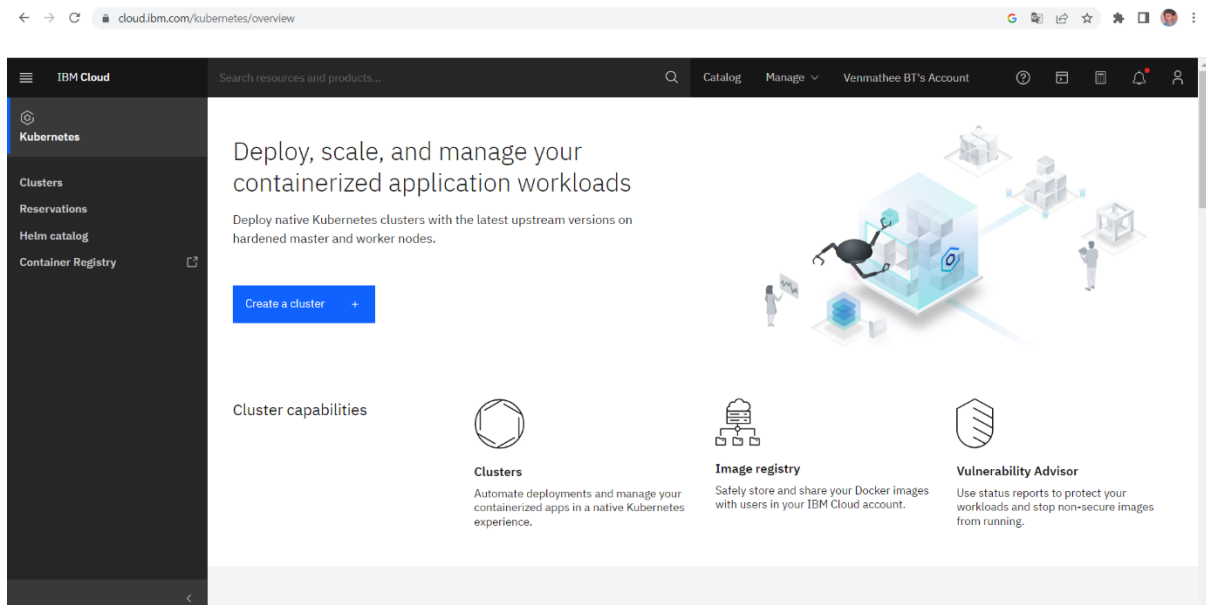 cloud.ibm.com/kubernetes/overview
IBM Cloud
Search resources and products...
Catalog
Manage
Venmathee BT's Account
Kubernetes
Clusters
Reservations
Helm catalog
Container Registry
Deploy, scale, and manage your
containerized application workloads
Deploy native Kubernetes clusters with the latest upstream versions on
hardened master and worker nodes.
Create a cluster +
Cluster capabilities
Clusters
Automate deployments and manage your
containerized apps in a native Kubernetes
experience.
Image registry
Safely store and share your Docker images
with users in your IBM Cloud account.
Vulnerability Advisor
Use status reports to protect your
workloads and stop non-secure images
from running.